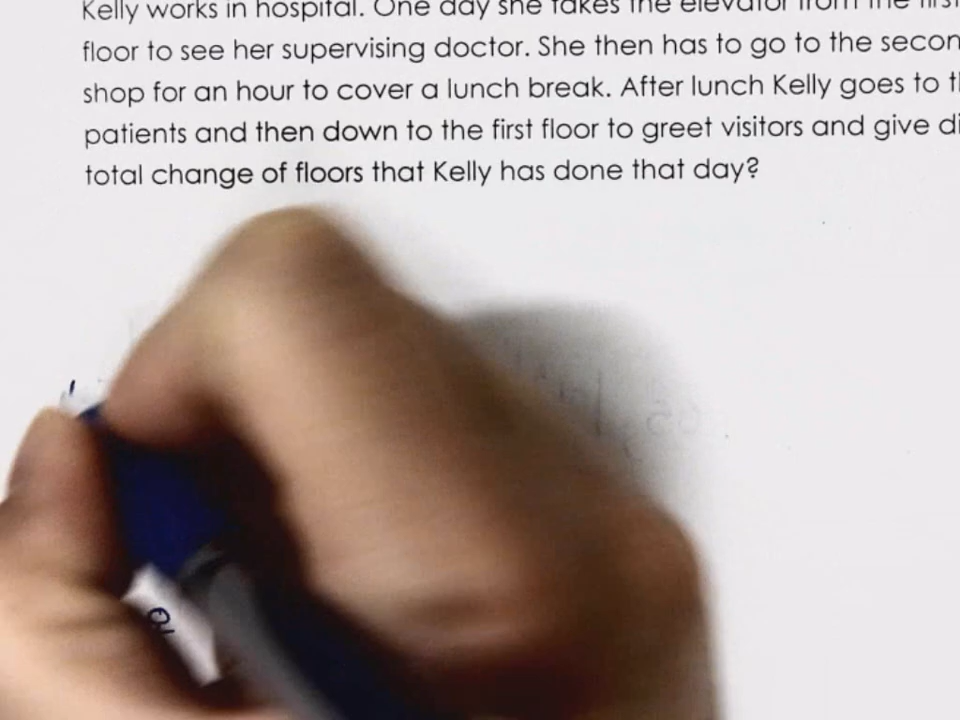 Kelly works in hospital. One day she takes the elevator from the first
floor to see her supervising doctor. She then has to go to the secon
shop for an hour to cover a lunch break. After lunch Kelly goes to t
patients and then down to the first floor to greet visitors and give di
total change of floors that Kelly has done that day?